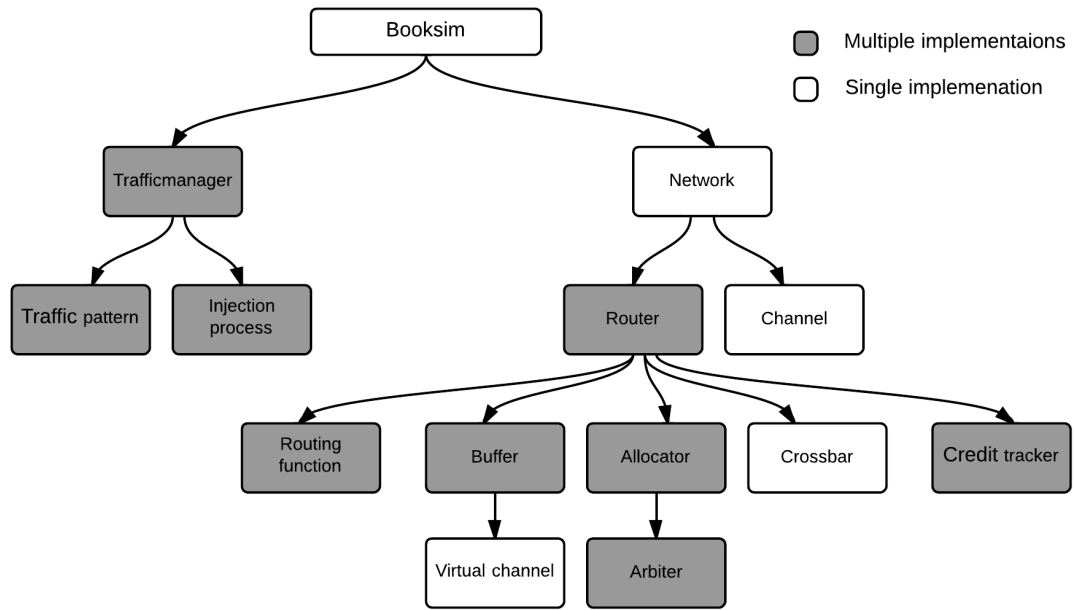 Booksim
Multiple implementaions
Single implemenation
Trafficmanager
Network
Traffic pattern
Injection
process
Router
Channel
Routing
function
Buffer
Allocator
Crossbar
Credit tracker
Virtual channel
Arbiter